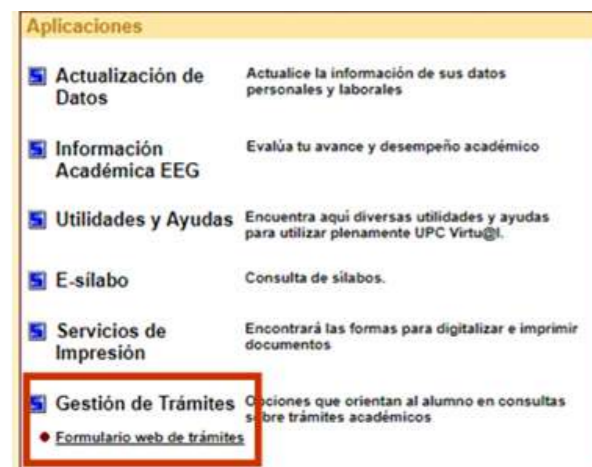 Aplicaciones
Actualización de Datos
Actualice la información de sus datos
personales y laborales
Información
Académica EEG
Evalúa tu avance y desempeño académico
Utilidades y Ayudas
Encuentra aquí diversas utilidades y ayudas
para utilizar plenamente UPC Virtu@l.
E-sílabo
Consulta de sílabos.
Servicios de
Impresión
Encontrará las formas para digitalizar e imprimir
documentos
Gestión de Trámites
Opciones que orientan al alumno en consultas
sobre trámites académicos
Formulario web de trámites